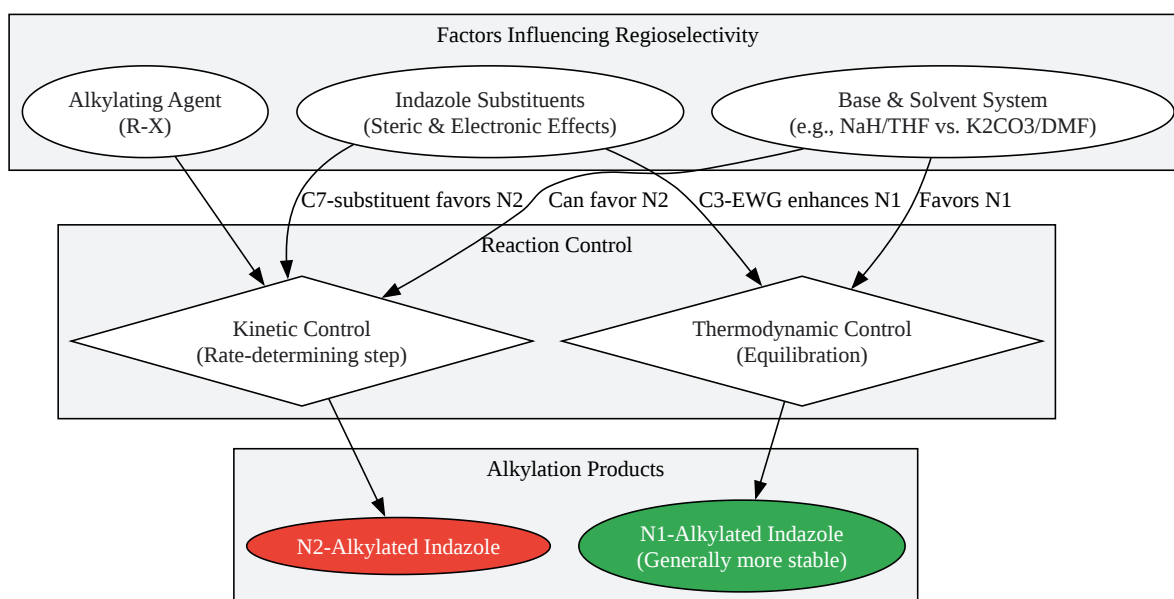 Factors Influencing Regioselectivity
Alkylating Agent
(R-X)
Indazole Substituents
(Steric & Electronic Effects)
Base & Solvent System
(e.g., NaH/THF vs. K2CO3/DMF)
C7-substituent favors N2
Can favor N2
C3-EWG enhances N1
Favors N1
Reaction Control
Kinetic Control
(Rate-determining step)
Thermodynamic Control
(Equilibration)
Alkylation Products
N2-Alkylated Indazole
N1-Alkylated Indazole
(Generally more stable)